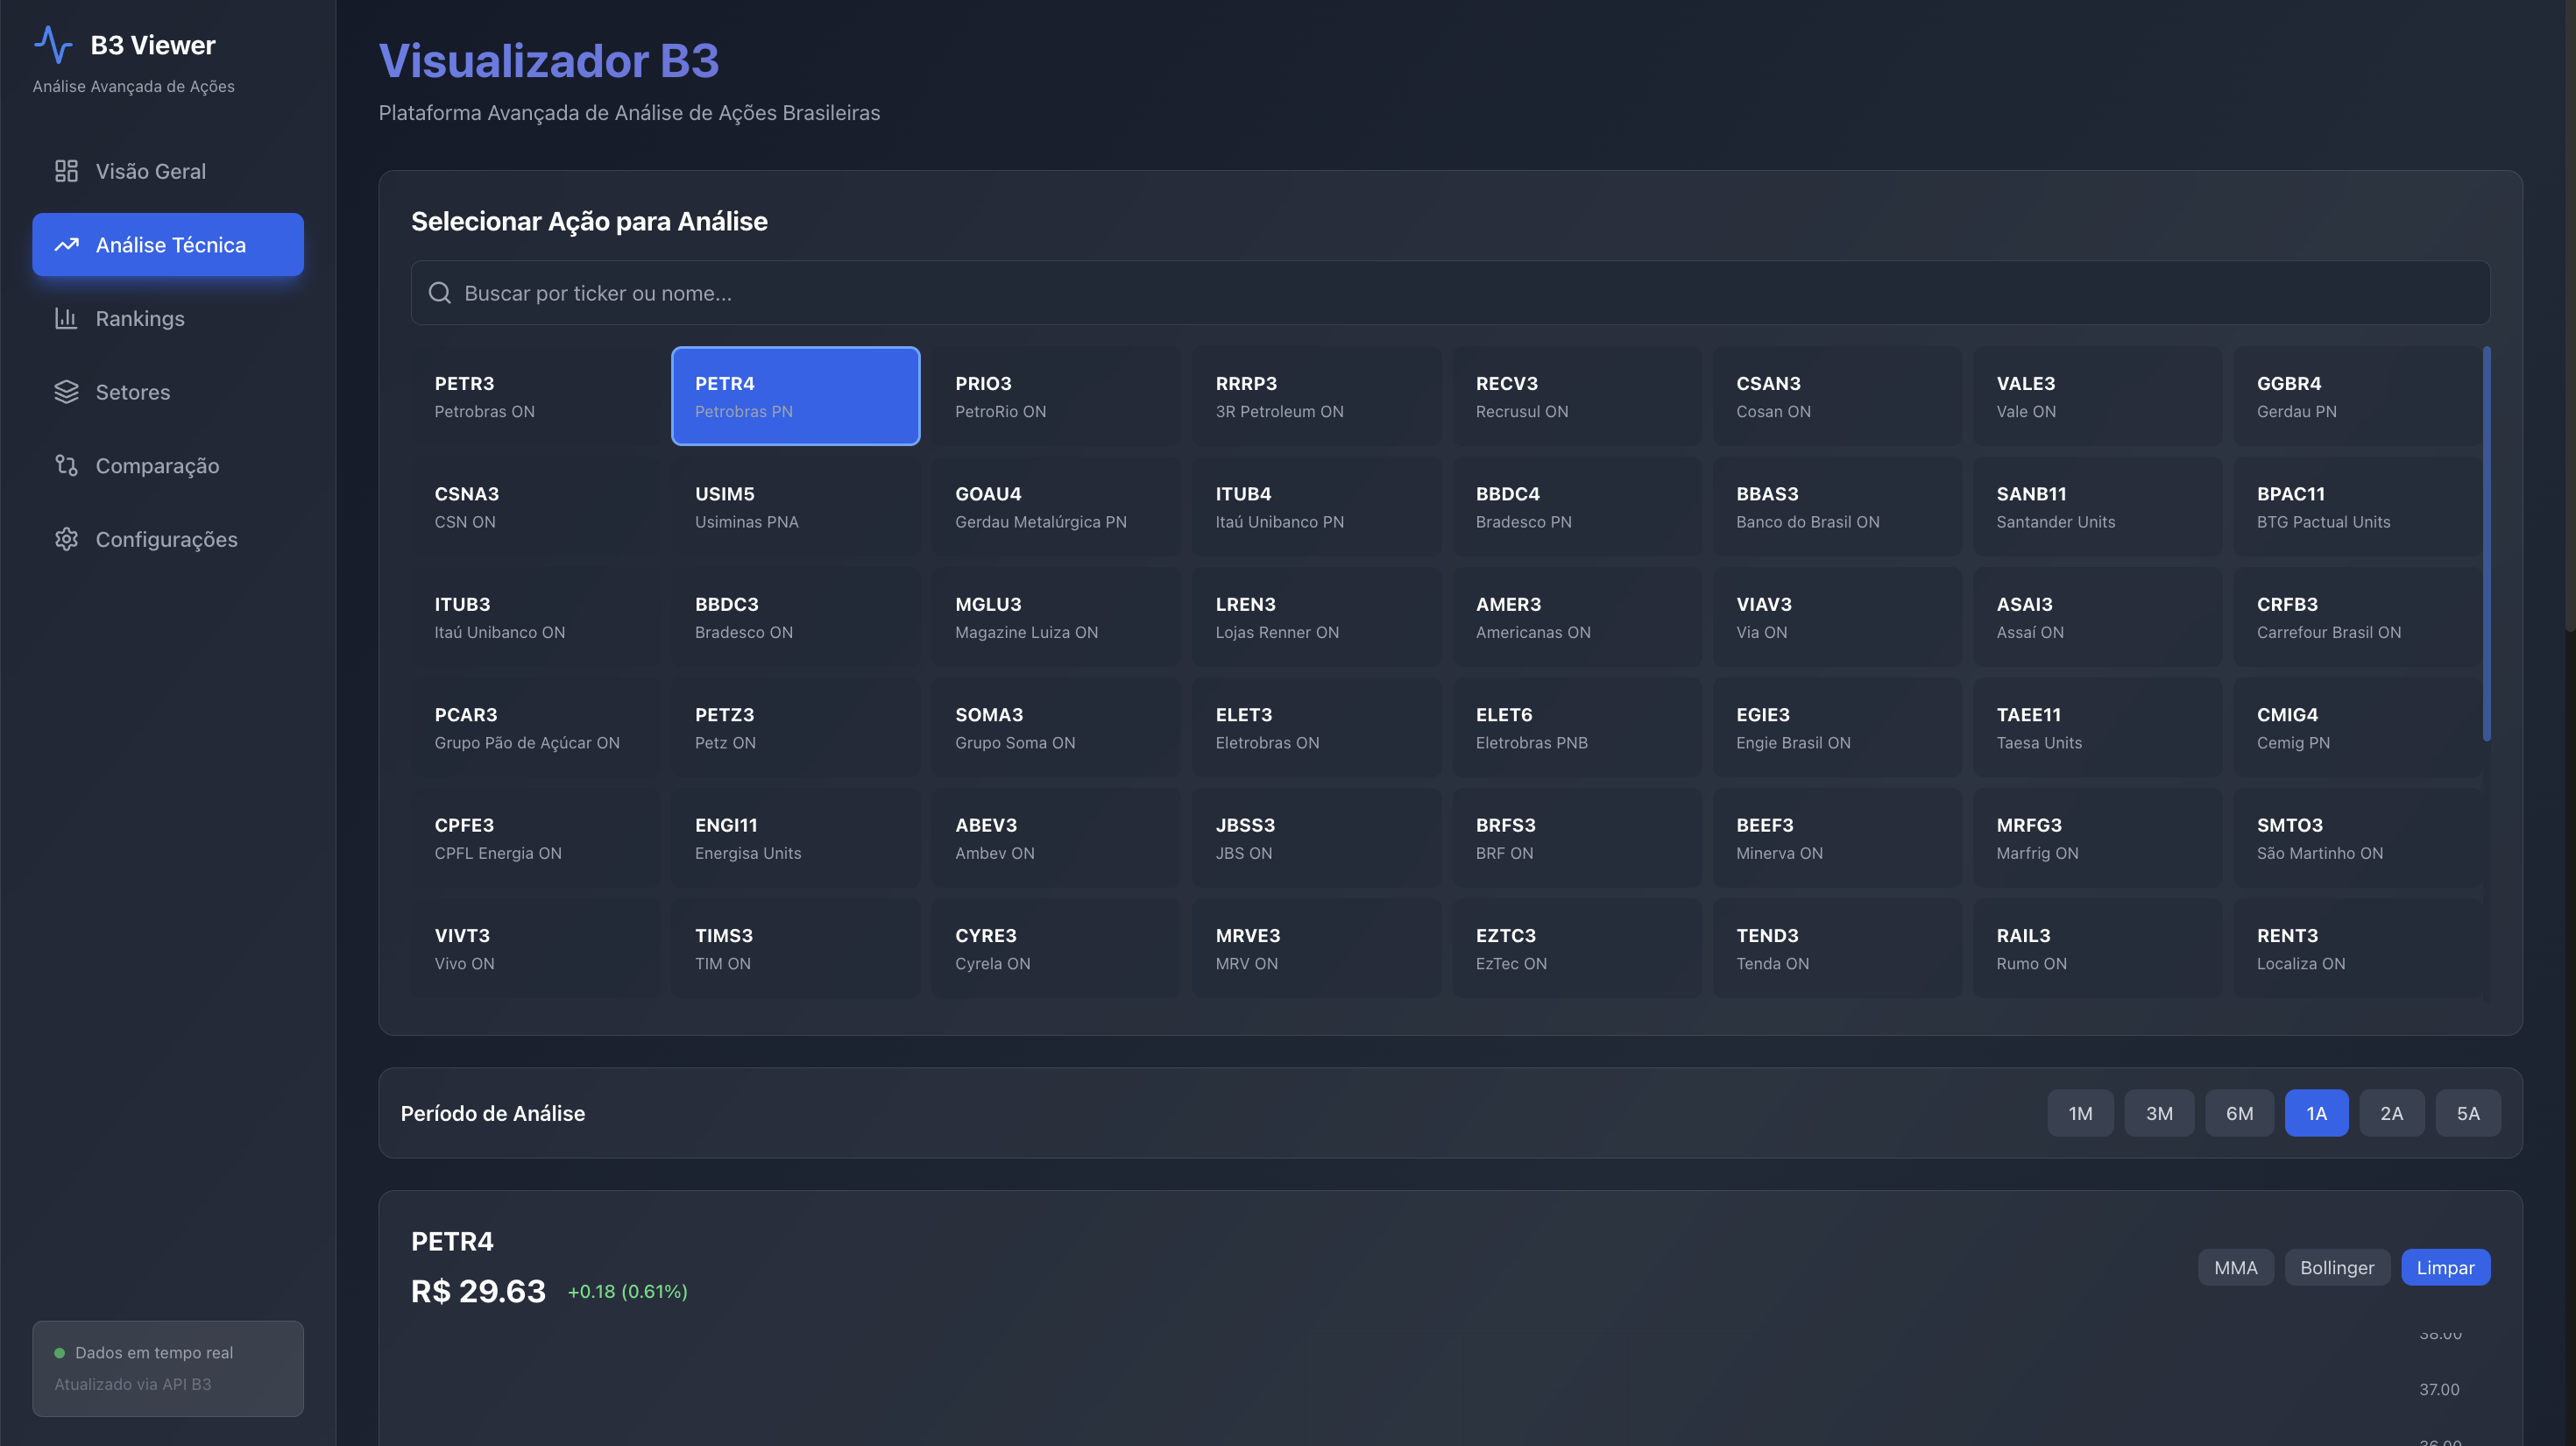 B3 Viewer
Análise Avançada de Ações
Visão Geral
Análise Técnica
Rankings
Setores
Comparação
Configurações
Dados em tempo real
Atualizado via API B3
Visualizador B3
Plataforma Avançada de Análise de Ações Brasileiras
Selecionar Ação para Análise
Buscar por ticker ou nome...
PETR3
Petrobras ON
PETR4
Petrobras PN
PRIO3
PetroRio ON
RRRP3
3R Petroleum ON
RECV3
Recrusul ON
CSAN3
Cosan ON
VALE3
Vale ON
GGBR4
Gerdau PN
CSNA3
CSN ON
USIM5
Usiminas PNA
GOAU4
Gerdau Metalúrgica PN
ITUB4
Itaú Unibanco PN
BBDC4
Bradesco PN
BBAS3
Banco do Brasil ON
SANB11
Santander Units
BPAC11
BTG Pactual Units
ITUB3
Itaú Unibanco ON
BBDC3
Bradesco ON
MGLU3
Magazine Luiza ON
LREN3
Lojas Renner ON
AMER3
Americanas ON
VIAV3
Via ON
ASAI3
Assaí ON
CRFB3
Carrefour Brasil ON
PCAR3
Grupo Pão de Açúcar ON
PETZ3
Petz ON
SOMA3
Grupo Soma ON
ELET3
Eletrobras ON
ELET6
Eletrobras PNB
EGIE3
Engie Brasil ON
TAEE11
Taesa Units
CMIG4
Cemig PN
CPFE3
CPFL Energia ON
ENGI11
Energisa Units
ABEV3
Ambev ON
JBSS3
JBS ON
BRFS3
BRF ON
BEEF3
Minerva ON
MRFG3
Marfrig ON
SMTO3
São Martinho ON
VIVT3
Vivo ON
TIMS3
TIM ON
CYRE3
Cyrela ON
MRVE3
MRV ON
EZTC3
EzTec ON
TEND3
Tenda ON
RAIL3
Rumo ON
RENT3
Localiza ON
Período de Análise
1M
3M
6M
1A
2A
5A
PETR4
R$ 29.63 +0.18 (0.61%)
MMA
Bollinger
Limpar
38.00
37.00
36.00